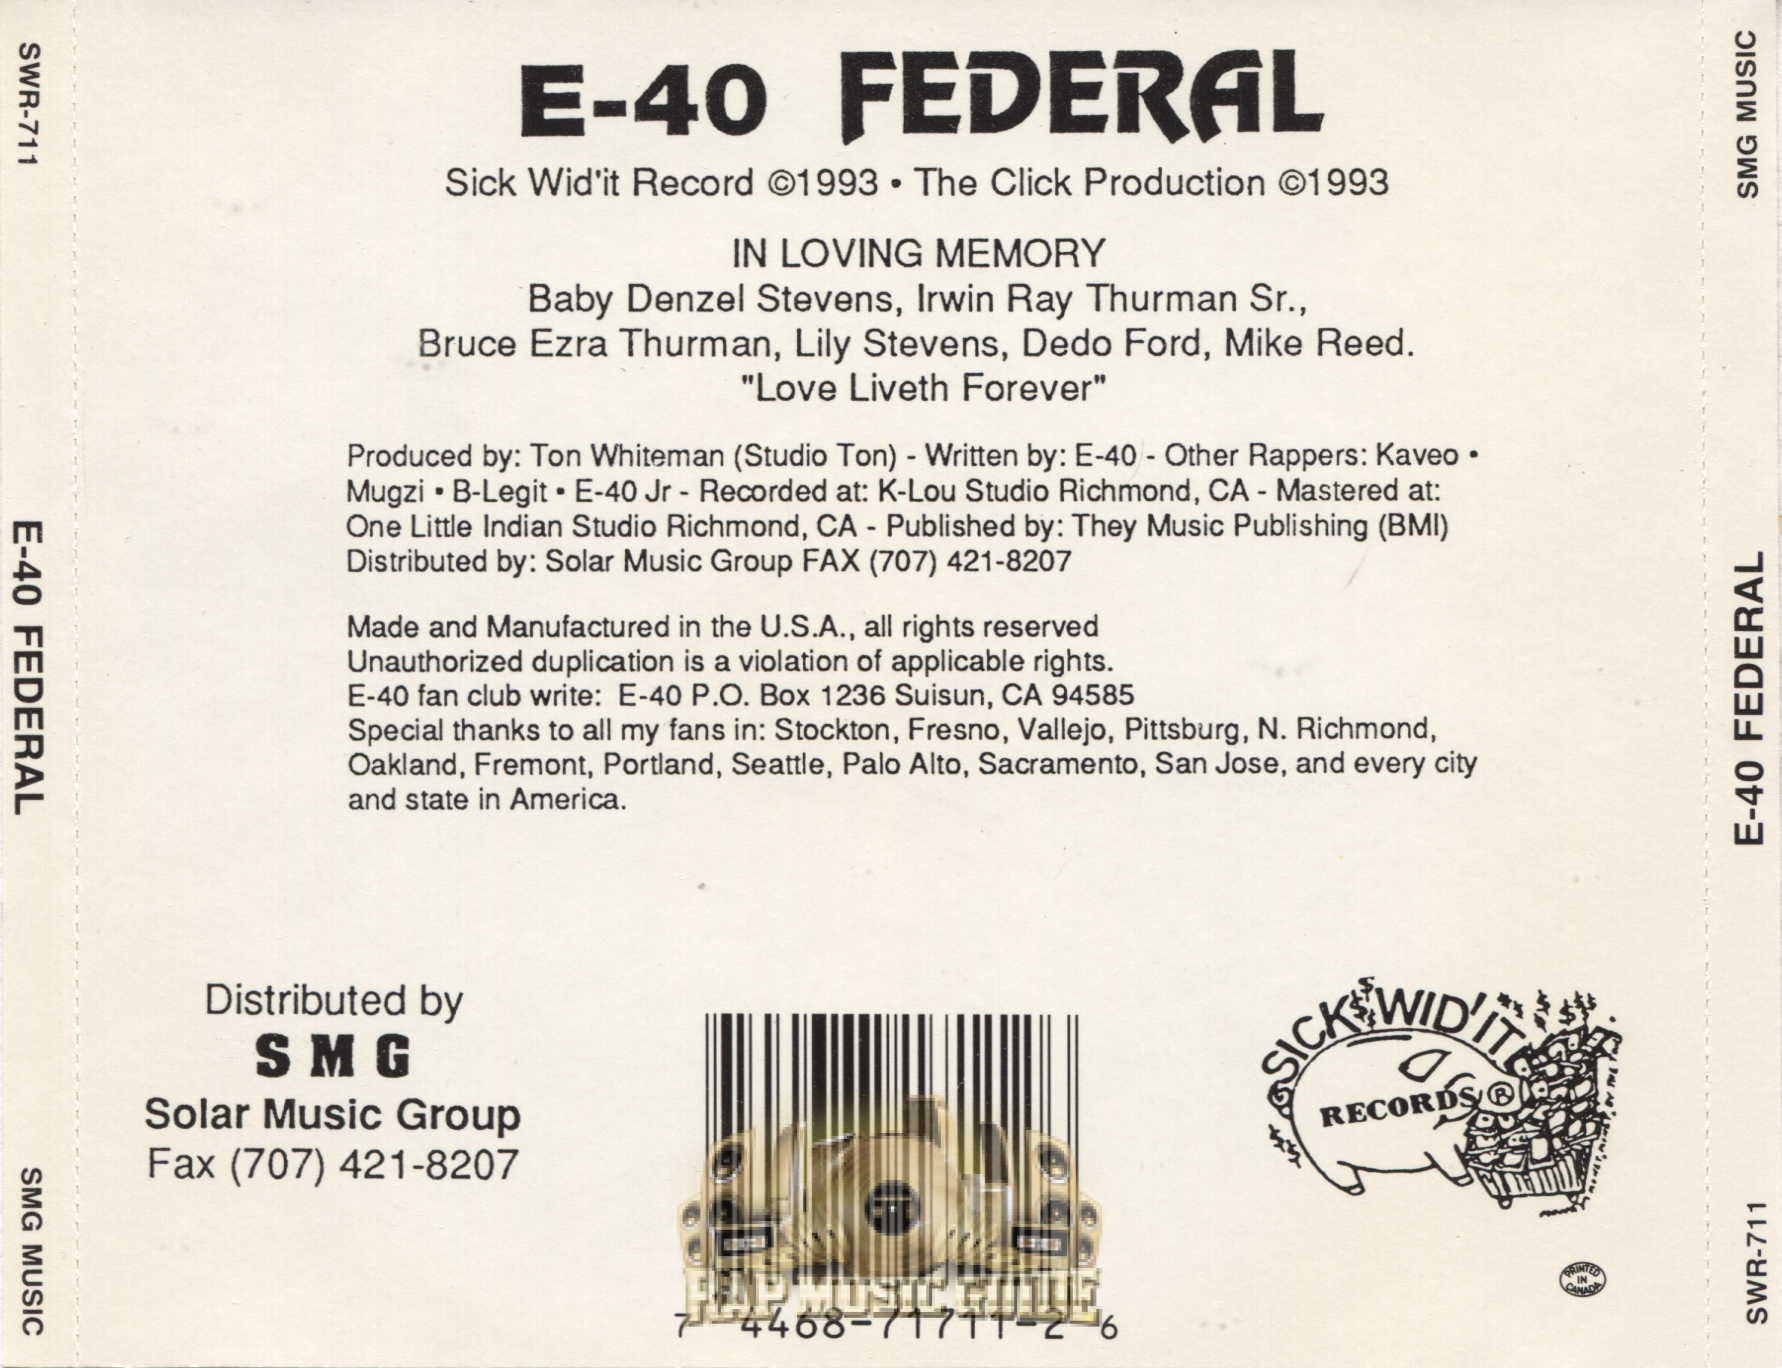 E-40 FEDERAL
Sick Wid'it Record ©1993 • The Click Production ©1993
IN LOVING MEMORY
Baby Denzel Stevens, Irwin Ray Thurman Sr.,
Bruce Ezra Thurman, Lily Stevens, Dedo Ford, Mike Reed.
"Love Liveth Forever"
Produced by: Ton Whiteman (Studio Ton) - Written by: E-40 - Other Rappers: Kaveo •
Mugzi • B-Legit • E-40 Jr - Recorded at: K-Lou Studio Richmond, CA - Mastered at:
One Little Indian Studio Richmond, CA - Published by: They Music Publishing (BMI)
Distributed by: Solar Music Group FAX (707) 421-8207
Made and Manufactured in the U.S.A., all rights reserved
Unauthorized duplication is a violation of applicable rights.
E-40 fan club write: E-40 P.O. Box 1236 Suisun, CA 94585
Special thanks to all my fans in: Stockton, Fresno, Vallejo, Pittsburg, N. Richmond,
Oakland, Fremont, Portland, Seattle, Palo Alto, Sacramento, San Jose, and every city
and state in America.
Distributed by
SMG
Solar Music Group
Fax (707) 421-8207
RAP MUSIC GUIDE
7 4468-71711-2 6
SICK WID'IT
RECORDS ®
PRINTED
IN
CANADA
SWR-711
E-40 FEDERAL
SMG MUSIC
SMG MUSIC
E-40 FEDERAL
SWR-711